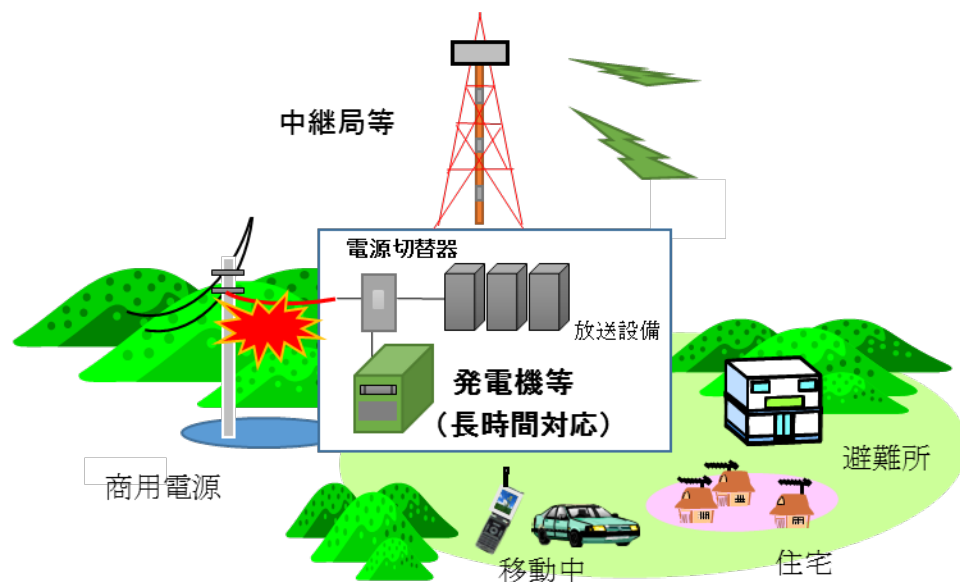 中継局等
電源切替器
放送設備
発電機等
（長時間対応）
商用電源
避難所
住宅
移動中